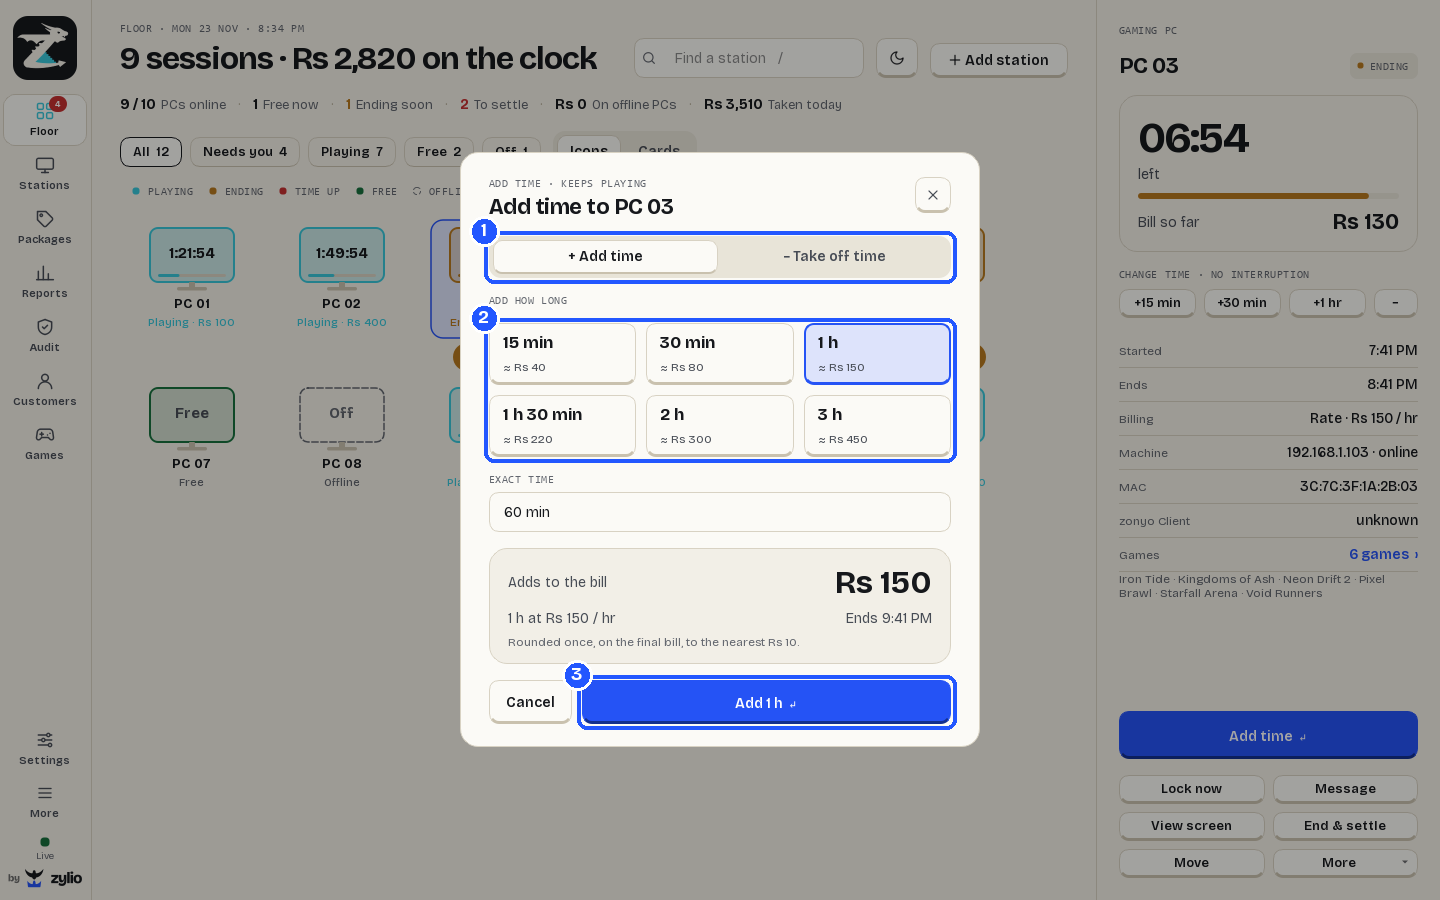 FLOOR · MON 23 NOV · 8:34 PM
9 sessions · Rs 2,820 on the clock
Find a station /
+ Add station
9 / 10 PCs online · 1 Free now · 1 Ending soon · 2 To settle · Rs 0 On offline PCs · Rs 3,510 Taken today
All 12
Needs you 4
Playing 7
Free 2
Off 1
Icons
Cards
PLAYING
ENDING
TIME UP
FREE
1:21:54
PC 01
Playing · Rs 100
1:49:54
PC 02
Playing · Rs 400
Free
PC 07
Free
Off
PC 08
Offline
4
Floor
Stations
Packages
Reports
Audit
Customers
Games
Settings
More
Live
by zylio
ADD TIME · KEEPS PLAYING
Add time to PC 03
1
+ Add time
– Take off time
ADD HOW LONG
2
15 min
≈ Rs 40
30 min
≈ Rs 80
1 h
≈ Rs 150
1 h 30 min
≈ Rs 220
2 h
≈ Rs 300
3 h
≈ Rs 450
EXACT TIME
60 min
Adds to the bill Rs 150
1 h at Rs 150 / hr Ends 9:41 PM
Rounded once, on the final bill, to the nearest Rs 10.
3
Cancel
Add 1 h ↲
GAMING PC
PC 03
ENDING
06:54
left
Bill so far Rs 130
CHANGE TIME · NO INTERRUPTION
+15 min
+30 min
+1 hr
–
Started 7:41 PM
Ends 8:41 PM
Billing Rate · Rs 150 / hr
Machine 192.168.1.103 · online
MAC 3C:7C:3F:1A:2B:03
zonyo Client unknown
Games 6 games ›
Iron Tide · Kingdoms of Ash · Neon Drift 2 · Pixel
Brawl · Starfall Arena · Void Runners
Add time ↲
Lock now
Message
View screen
End & settle
Move
More